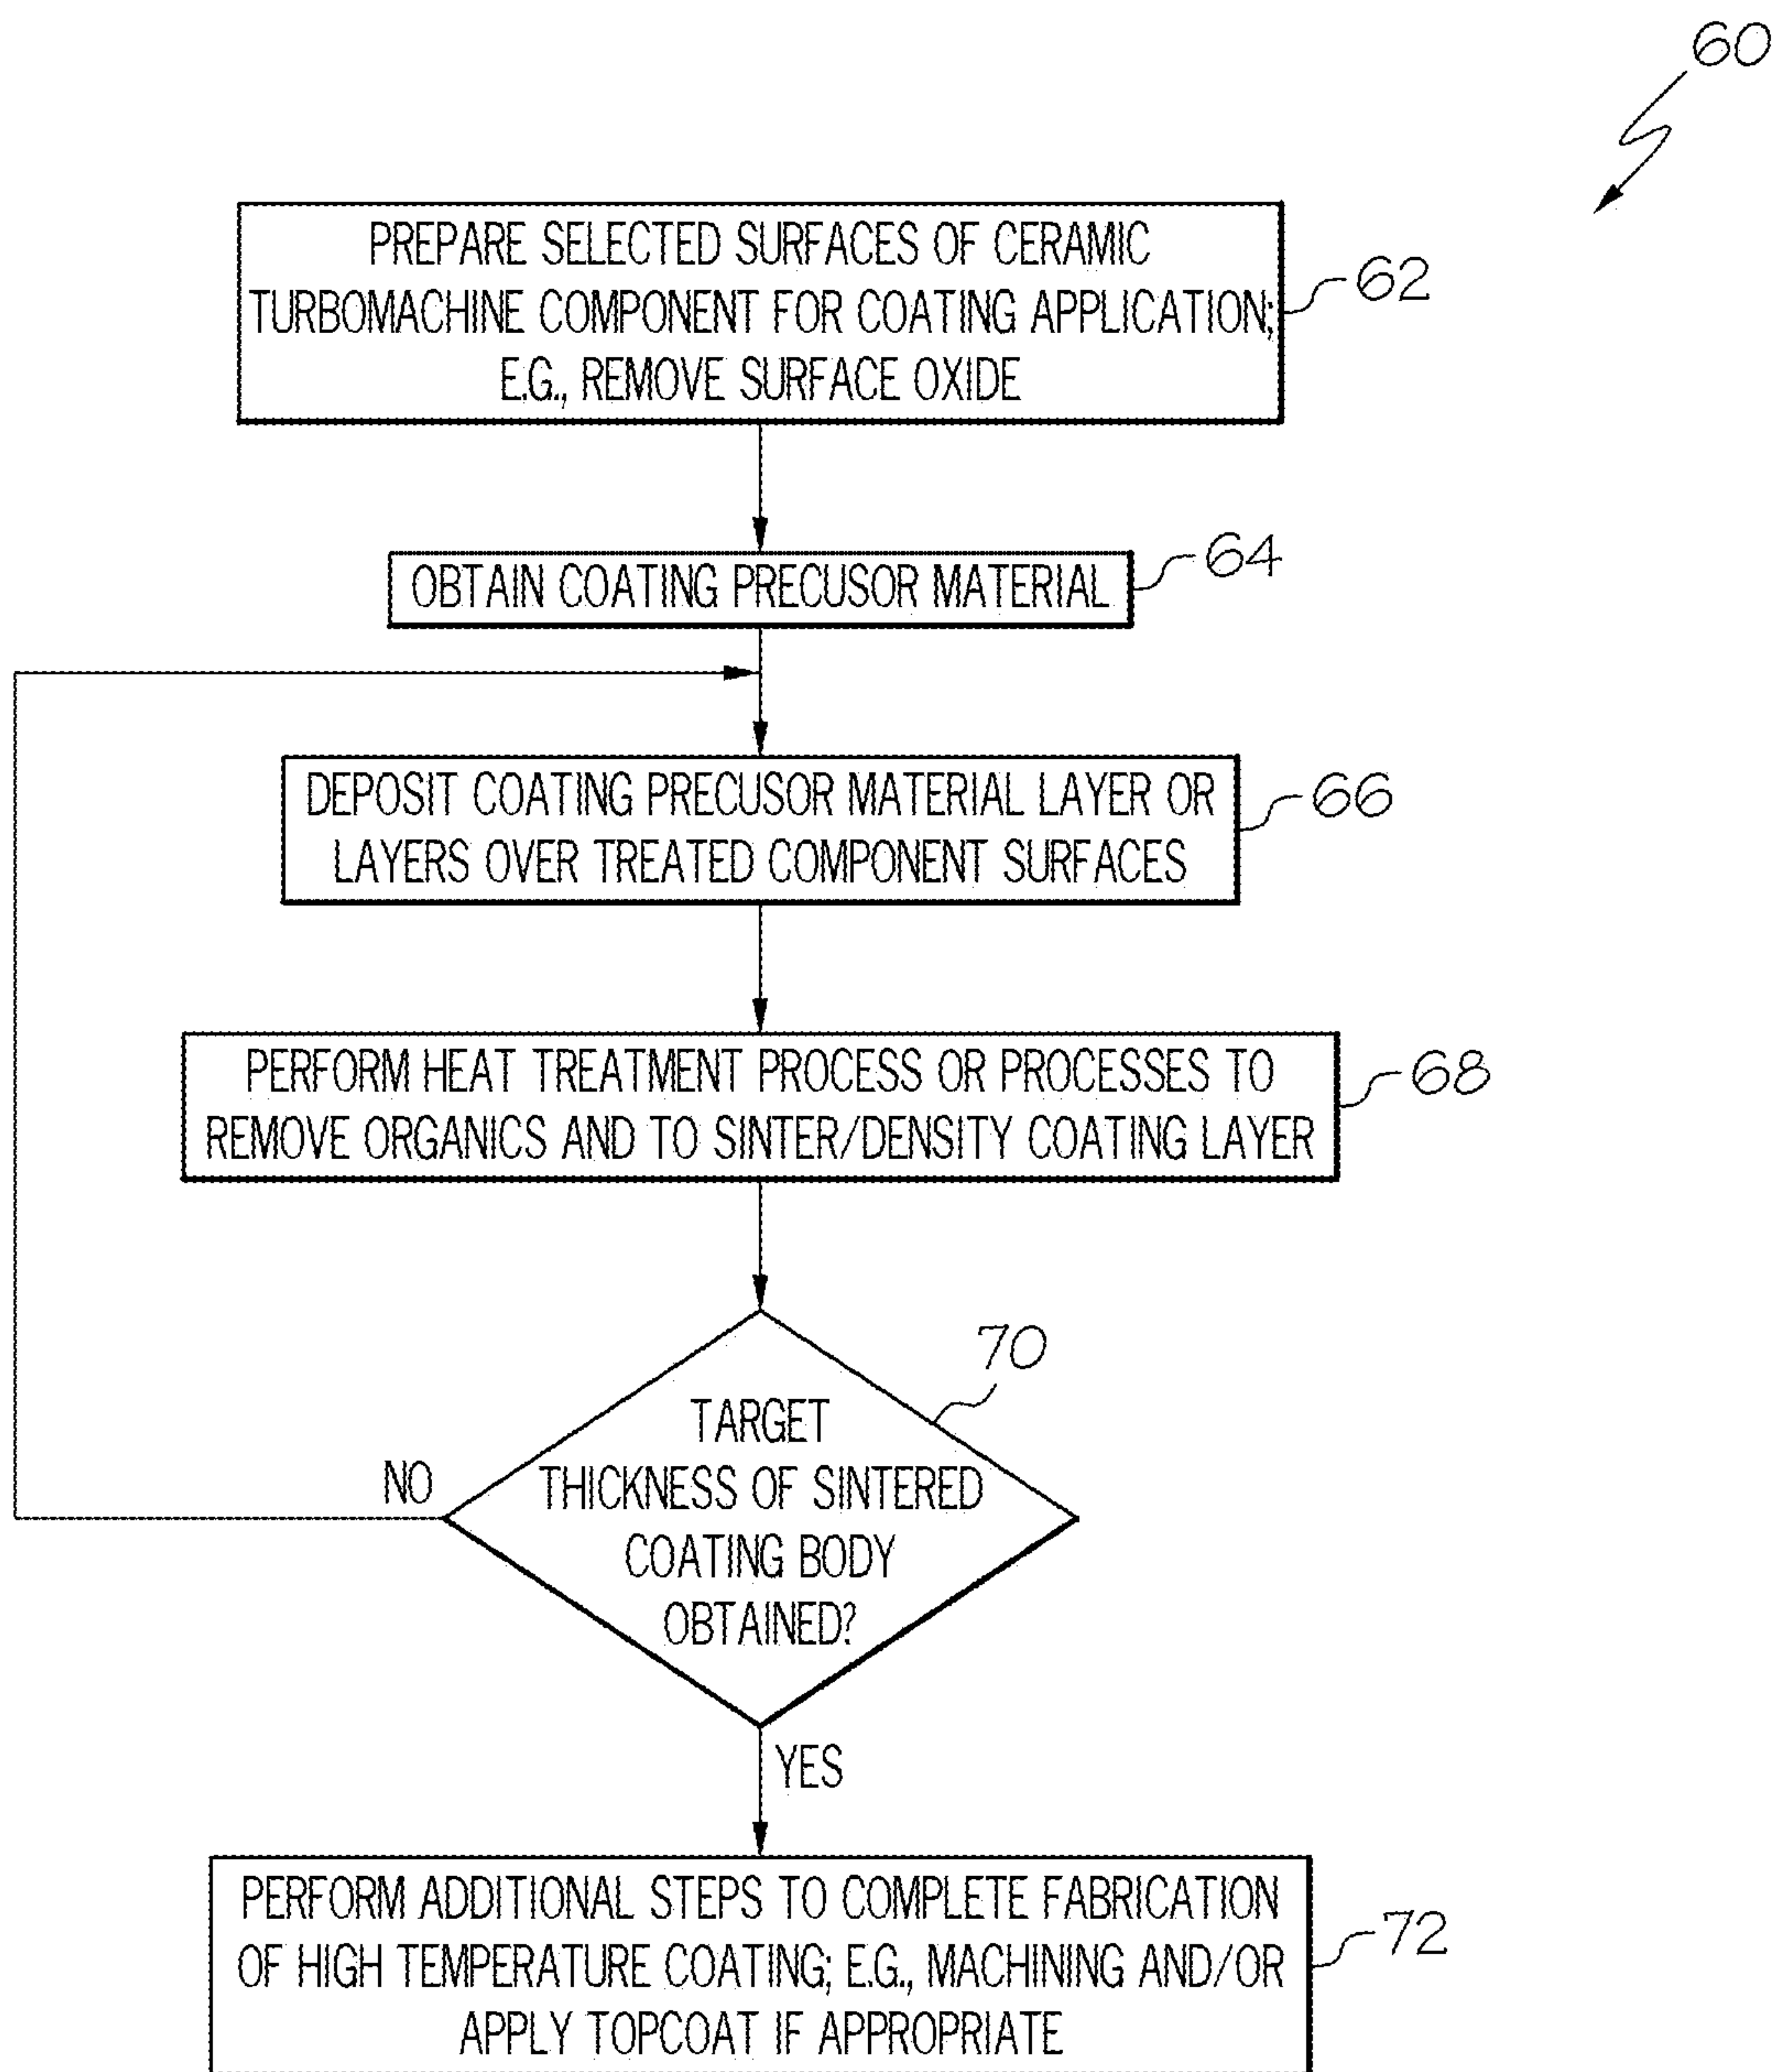 60
PREPARE SELECTED SURFACES OF CERAMIC
TURBOMACHINE COMPONENT FOR COATING APPLICATION;
E.G., REMOVE SURFACE OXIDE
62
OBTAIN COATING PRECUSOR MATERIAL
64
DEPOSIT COATING PRECUSOR MATERIAL LAYER OR
LAYERS OVER TREATED COMPONENT SURFACES
66
PERFORM HEAT TREATMENT PROCESS OR PROCESSES TO
REMOVE ORGANICS AND TO SINTER/DENSITY COATING LAYER
68
70
TARGET
THICKNESS OF SINTERED
COATING BODY
OBTAINED?
NO
YES
PERFORM ADDITIONAL STEPS TO COMPLETE FABRICATION
OF HIGH TEMPERATURE COATING; E.G., MACHINING AND/OR
APPLY TOPCOAT IF APPROPRIATE
72